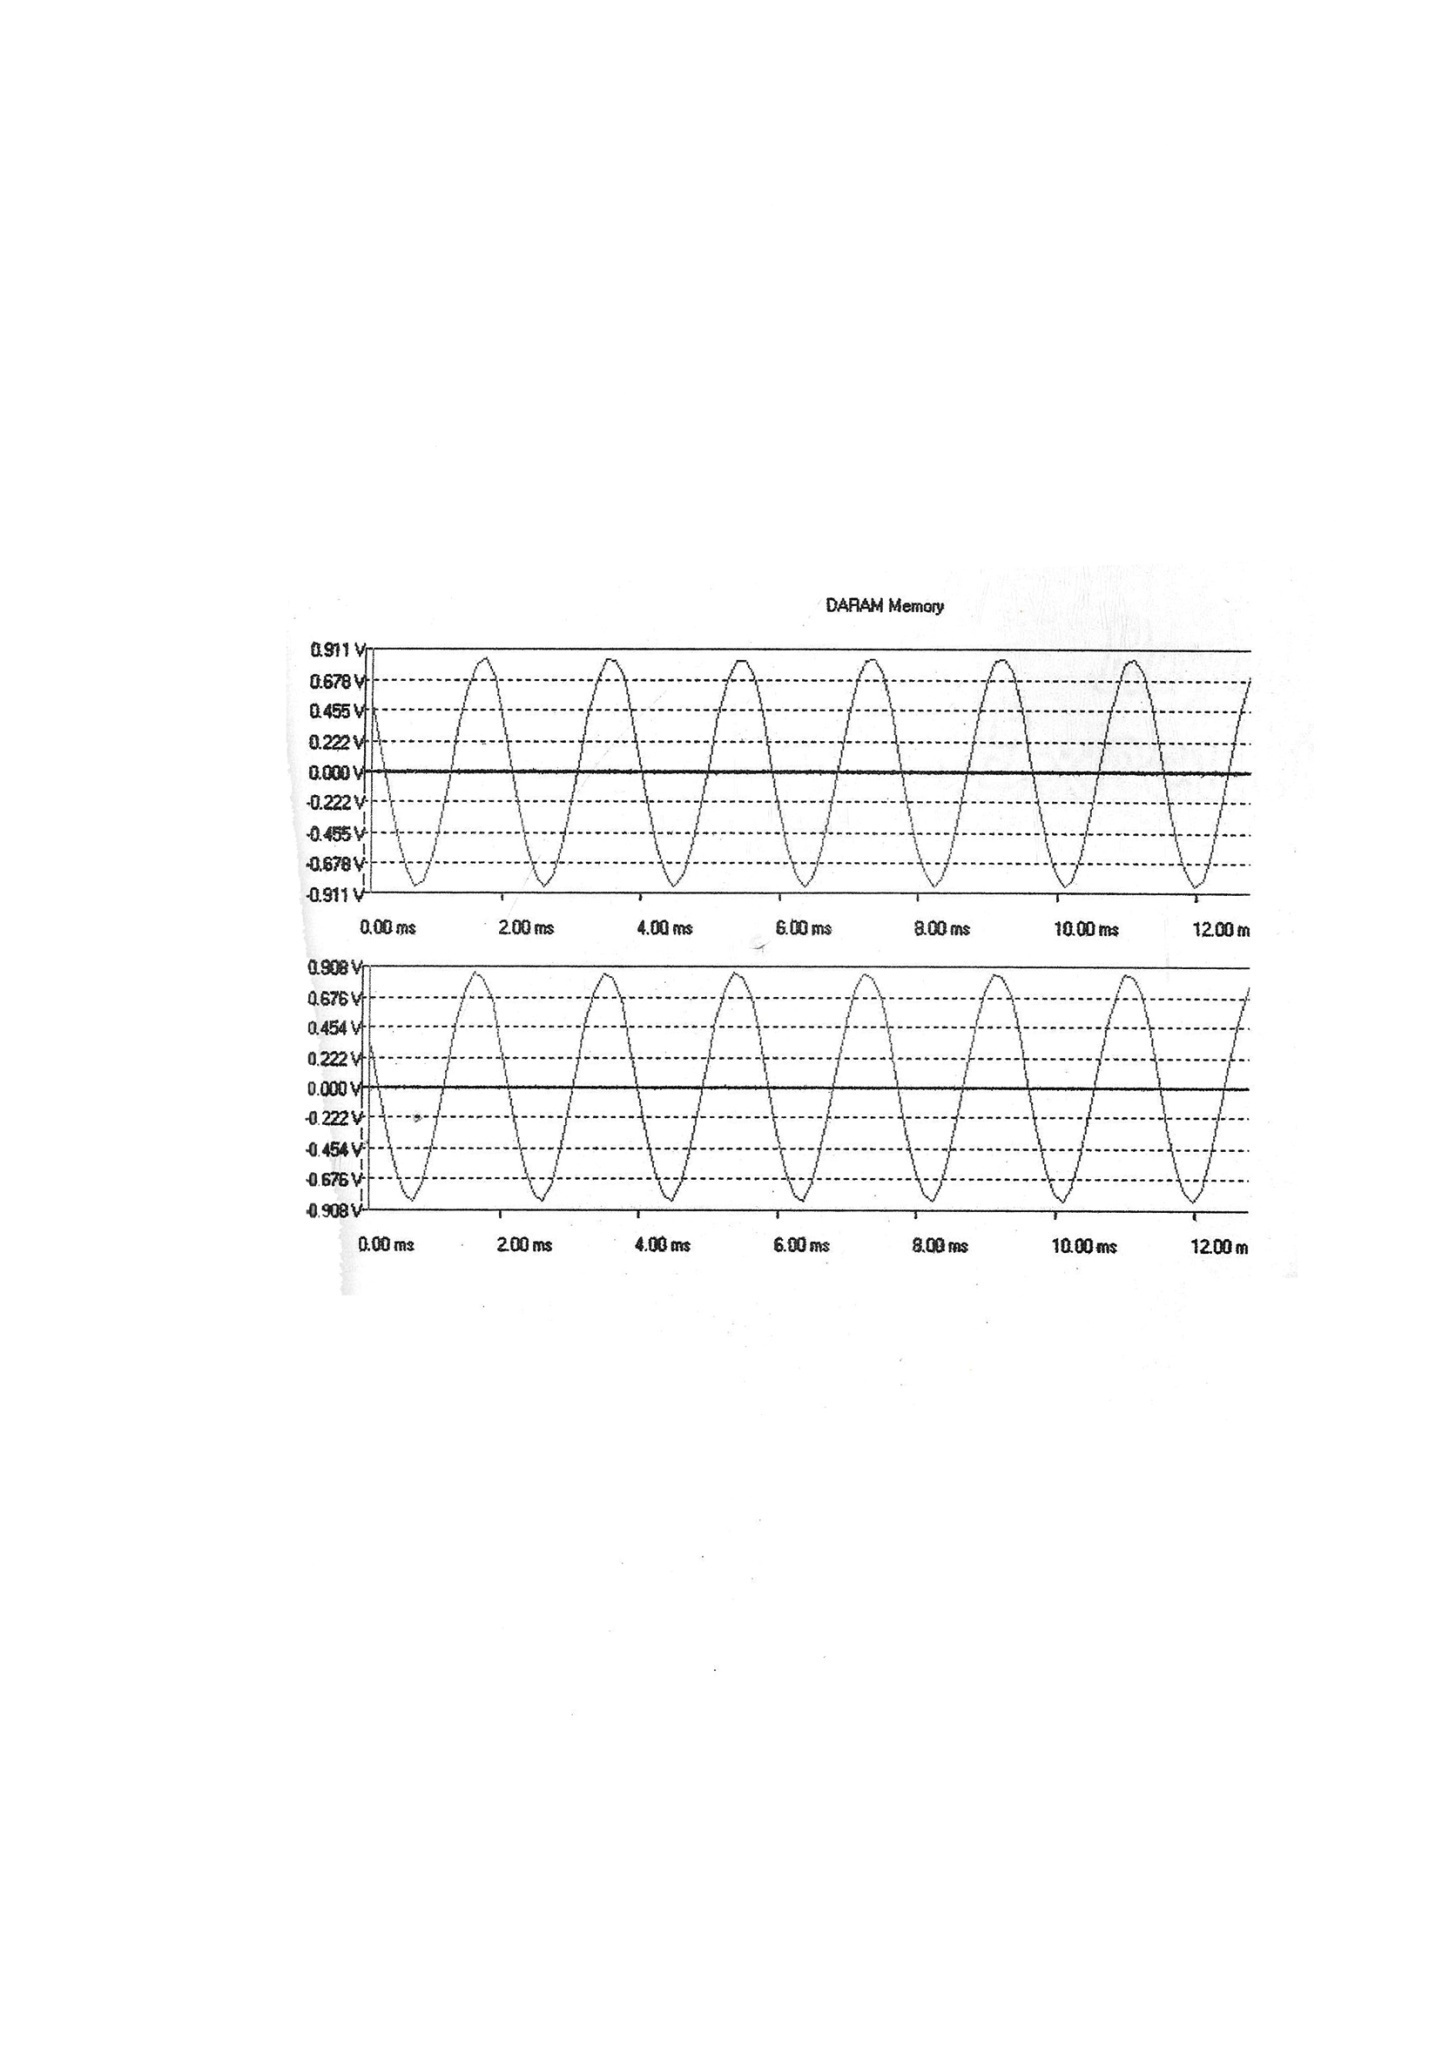 DARAM Memory
0.911 V
0.678 V
0.455 V
0.222 V
0.000 V
-0.222 V
-0.455 V
-0.678 V
-0.911 V
0.00 ms 2.00 ms 4.00 ms 6.00 ms 8.00 ms 10.00 ms 12.00 m
0.908 V
0.676 V
0.454 V
0.222 V
0.000 V
-0.222 V
-0.454 V
-0.676 V
-0.908 V
0.00 ms 2.00 ms 4.00 ms 6.00 ms 8.00 ms 10.00 ms 12.00 m